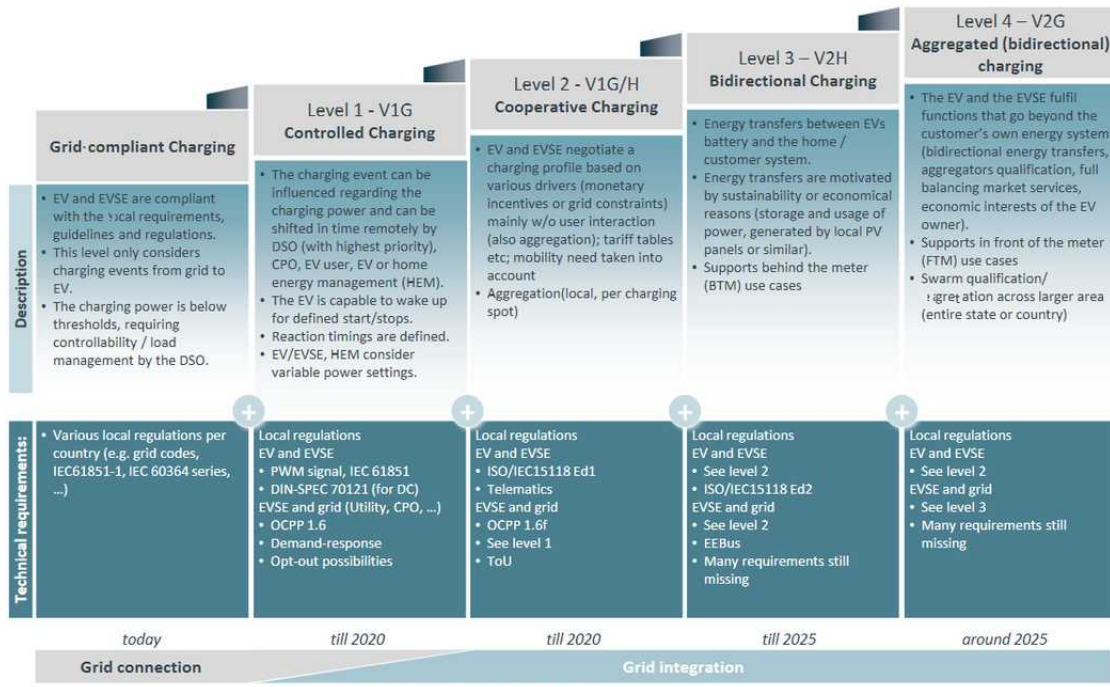 Grid-compliant Charging
Level 1 - V1G
Controlled Charging
Level 2 - V1G/H
Cooperative Charging
Level 3 – V2H
Bidirectional Charging
Level 4 – V2G
Aggregated (bidirectional)
charging
Description
• EV and EVSE are compliant
with the local requirements,
guidelines and regulations.
• This level only considers
charging events from grid to
EV.
• The charging power is below
thresholds, requiring
controllability / load
management by the DSO.
• The charging event can be
influenced regarding the
charging power and can be
shifted in time remotely by
DSO (with highest priority),
CPO, EV user, EV or home
energy management (HEM).
• The EV is capable to wake up
for defined start/stops.
• Reaction timings are defined.
• EV/EVSE, HEM consider
variable power settings.
• EV and EVSE negotiate a
charging profile based on
various drivers (monetary
incentives or grid constraints)
mainly w/o user interaction
(also aggregation); tariff tables
etc; mobility need taken into
account
• Aggregation(local, per charging
spot)
• Energy transfers between EVs
battery and the home /
customer system.
• Energy transfers are motivated
by sustainability or economical
reasons (storage and usage of
power, generated by local PV
panels or similar).
• Supports behind the meter
(BTM) use cases
• The EV and the EVSE fulfil
functions that go beyond the
customer's own energy system
(bidirectional energy transfers,
aggregators qualification, full
balancing market services,
economic interests of the EV
owner).
• Supports in front of the meter
(FTM) use cases
• Swarm qualification/
aggregation across larger area
(entire state or country)
+ + + +
Technical requirements:
• Various local regulations per
country (e.g. grid codes,
IEC61851-1, IEC 60364 series,
...)
Local regulations
EV and EVSE
• PWM signal, IEC 61851
• DIN-SPEC 70121 (for DC)
EVSE and grid (Utility, CPO, ...)
• OCPP 1.6
• Demand-response
• Opt-out possibilities
Local regulations
EV and EVSE
• ISO/IEC15118 Ed1
• Telematics
EVSE and grid
• OCPP 1.6f
• See level 1
• ToU
Local regulations
EV and EVSE
• See level 2
• ISO/IEC15118 Ed2
EVSE and grid
• See level 2
• EEBus
• Many requirements still
missing
Local regulations
EV and EVSE
• See level 2
EVSE and grid
• See level 3
• Many requirements still
missing
today
till 2020
till 2020
till 2025
around 2025
Grid connection
Grid integration